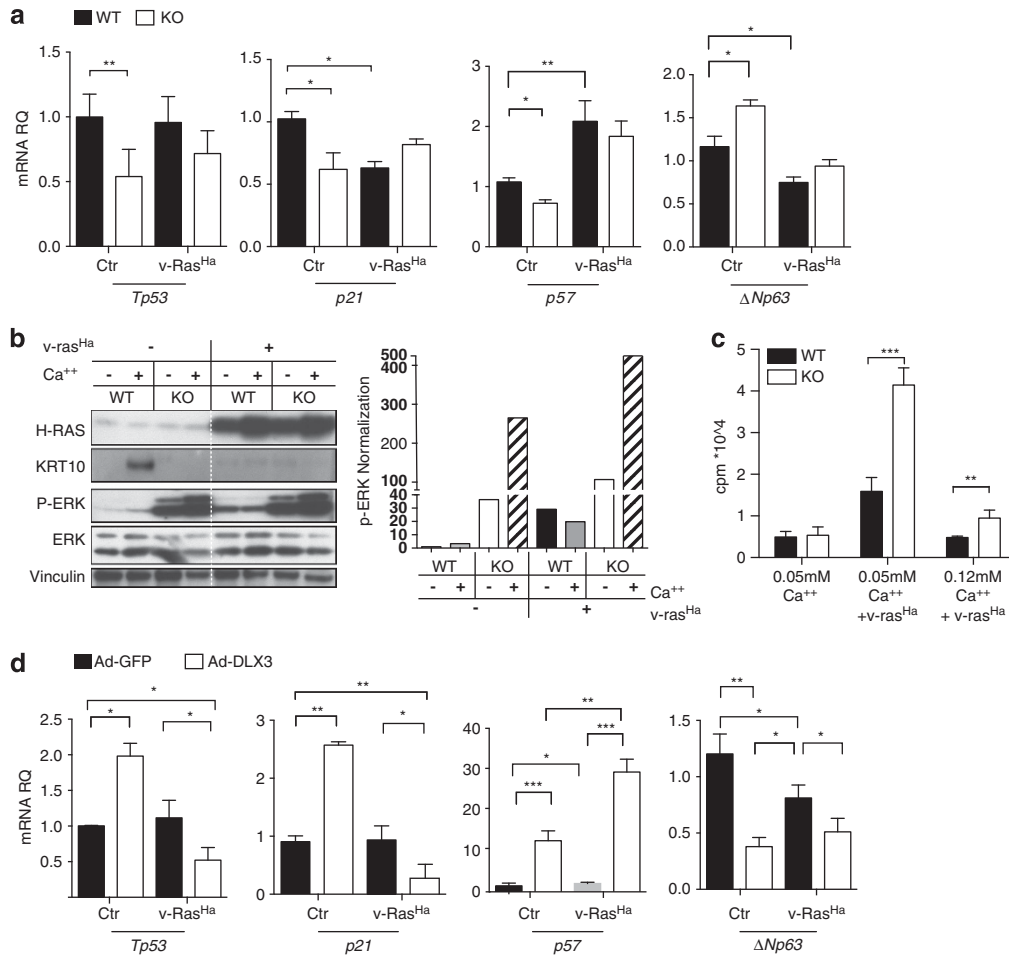 a
WT KO
mRNA RQ
1.5
1.0
0.5
0.0
**
Ctr v-Ras^Ha
Tp53
1.5
1.0
0.5
0.0
*
*
Ctr v-Ras^Ha
p21
3
2
1
0
**
*
Ctr v-Ras^Ha
p57
2.0
1.5
1.0
0.5
0.0
*
*
Ctr v-Ras^Ha
ΔNp63
b
v-ras^Ha - +
Ca++ - + - + - + - +
WT KO WT KO
H-RAS
KRT10
P-ERK
ERK
Vinculin
p-ERK Normalization
500
400
300
200
100
40
30
20
10
0
WT KO WT KO
- + - + - + - + Ca++
- + v-ras^Ha
c
WT
KO
cpm *10^4
5
4
3
2
1
0
***
**
0.05mM 0.05mM 0.12mM
Ca++ Ca++ Ca++
+v-ras^Ha + v-ras^Ha
d
Ad-GFP Ad-DLX3
mRNA RQ
2.5
2.0
1.5
1.0
0.5
*
*
*
Ctr v-Ras^Ha
Tp53
3
2
1
0
**
**
*
Ctr v-Ras^Ha
p21
40
30
20
10
0
**
***
*
***
Ctr v-Ras^Ha
p57
1.5
1.0
0.5
0.0
**
*
*
*
Ctr v-Ras^Ha
ΔNp63